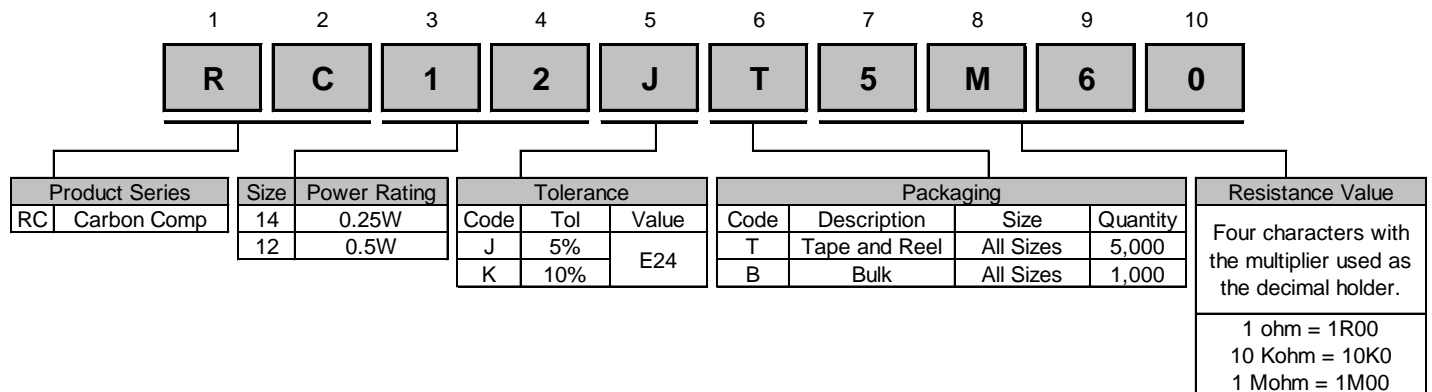 1 2 3 4 5 6 7 8 9 10
R C 1 2 J T 5 M 6 0
Product Series
RC Carbon Comp
Size Power Rating
14 0.25W
12 0.5W
Tolerance
Code Tol Value
J 5% E24
K 10%
Packaging
Code Description Size Quantity
T Tape and Reel All Sizes 5,000
B Bulk All Sizes 1,000
Resistance Value
Four characters with
the multiplier used as
the decimal holder.
1 ohm = 1R00
10 Kohm = 10K0
1 Mohm = 1M00